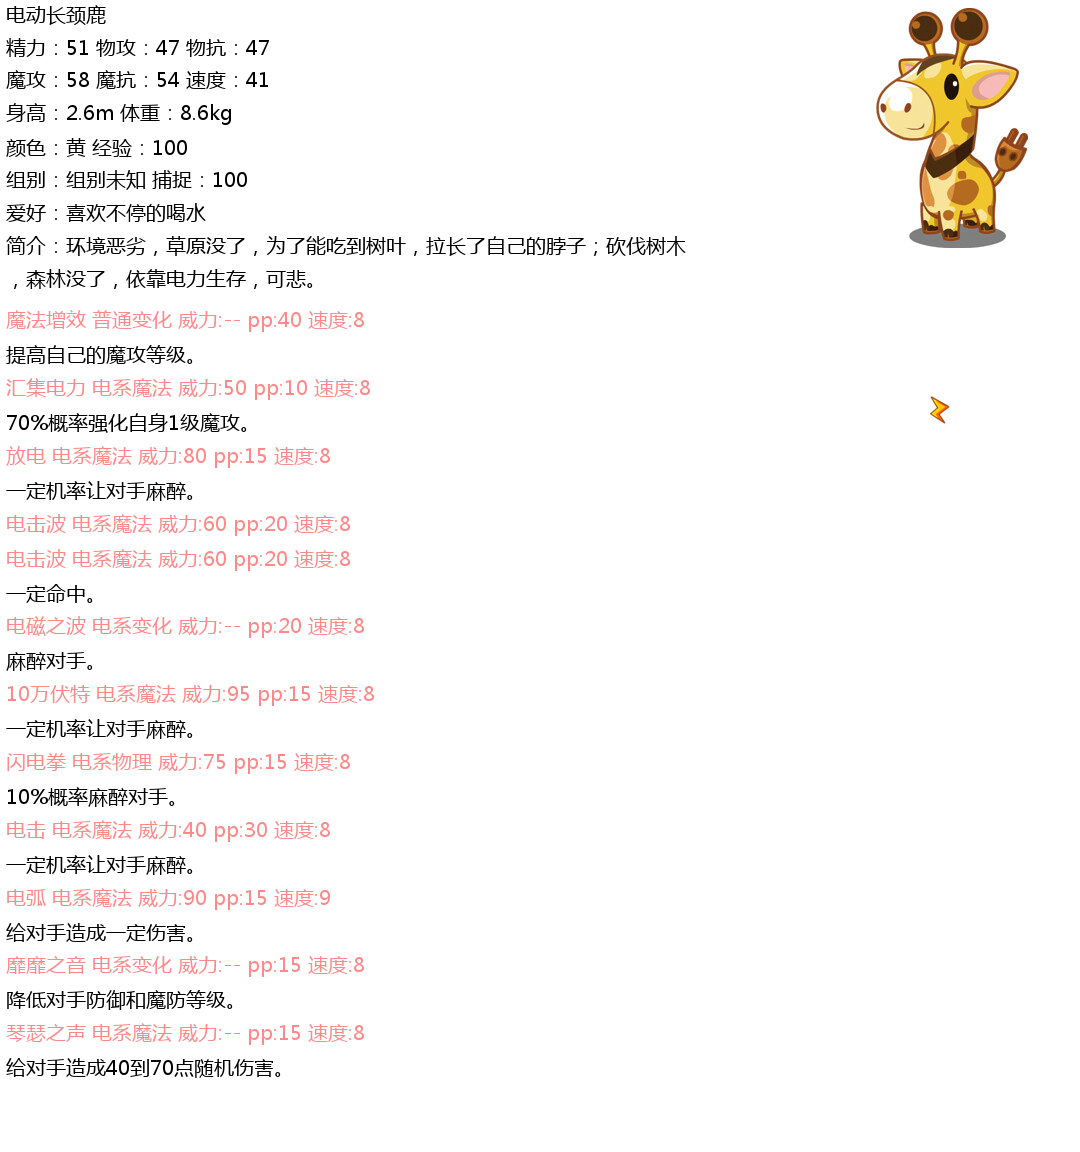 电动长颈鹿
精力：51 物攻：47 物抗：47
魔攻：58 魔抗：54 速度：41
身高：2.6m 体重：8.6kg
颜色：黄 经验：100
组别：组别未知 捕捉：100
爱好：喜欢不停的喝水
简介：环境恶劣，草原没了，为了能吃到树叶，拉长了自己的脖子；砍伐树木
，森林没了，依靠电力生存，可悲。
魔法增效 普通变化 威力:-- pp:40 速度:8
提高自己的魔攻等级。
汇集电力 电系魔法 威力:50 pp:10 速度:8
70%概率强化自身1级魔攻。
放电 电系魔法 威力:80 pp:15 速度:8
一定机率让对手麻醉。
电击波 电系魔法 威力:60 pp:20 速度:8
电击波 电系魔法 威力:60 pp:20 速度:8
一定命中。
电磁之波 电系变化 威力:-- pp:20 速度:8
麻醉对手。
10万伏特 电系魔法 威力:95 pp:15 速度:8
一定机率让对手麻醉。
闪电拳 电系物理 威力:75 pp:15 速度:8
10%概率麻醉对手。
电击 电系魔法 威力:40 pp:30 速度:8
一定机率让对手麻醉。
电弧 电系魔法 威力:90 pp:15 速度:9
给对手造成一定伤害。
靡靡之音 电系变化 威力:-- pp:15 速度:8
降低对手防御和魔防等级。
琴瑟之声 电系魔法 威力:-- pp:15 速度:8
给对手造成40到70点随机伤害。